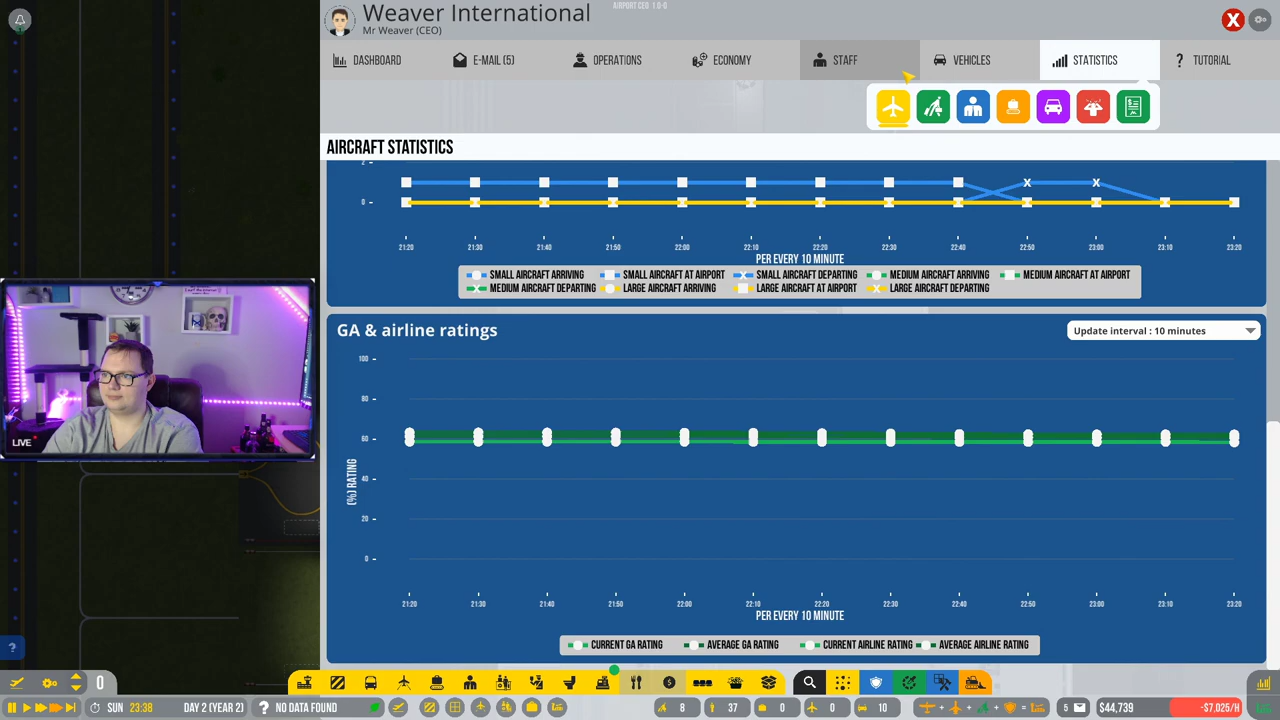 AIRPORT CEO 1.0-0
Weaver International
Mr Weaver (CEO)
X
DASHBOARD
E-MAIL (5)
OPERATIONS
ECONOMY
STAFF
VEHICLES
STATISTICS
? TUTORIAL
AIRCRAFT STATISTICS
2
0
21:20 21:30 21:40 21:50 22:00 22:10 22:20 22:30 22:40 22:50 23:00 23:10 23:20
PER EVERY 10 MINUTE
SMALL AIRCRAFT ARRIVING SMALL AIRCRAFT AT AIRPORT SMALL AIRCRAFT DEPARTING MEDIUM AIRCRAFT ARRIVING MEDIUM AIRCRAFT AT AIRPORT
MEDIUM AIRCRAFT DEPARTING LARGE AIRCRAFT ARRIVING LARGE AIRCRAFT AT AIRPORT LARGE AIRCRAFT DEPARTING
GA & airline ratings
Update interval : 10 minutes
100
80
60
40
20
0
(%) RATING
21:20 21:30 21:40 21:50 22:00 22:10 22:20 22:30 22:40 22:50 23:00 23:10 23:20
PER EVERY 10 MINUTE
CURRENT GA RATING AVERAGE GA RATING CURRENT AIRLINE RATING AVERAGE AIRLINE RATING
LIVE
?
0
SUN 23:38 DAY 2 (YEAR 2) ? NO DATA FOUND 8 37 0 0 10 5 $44,739 -$7.025/H